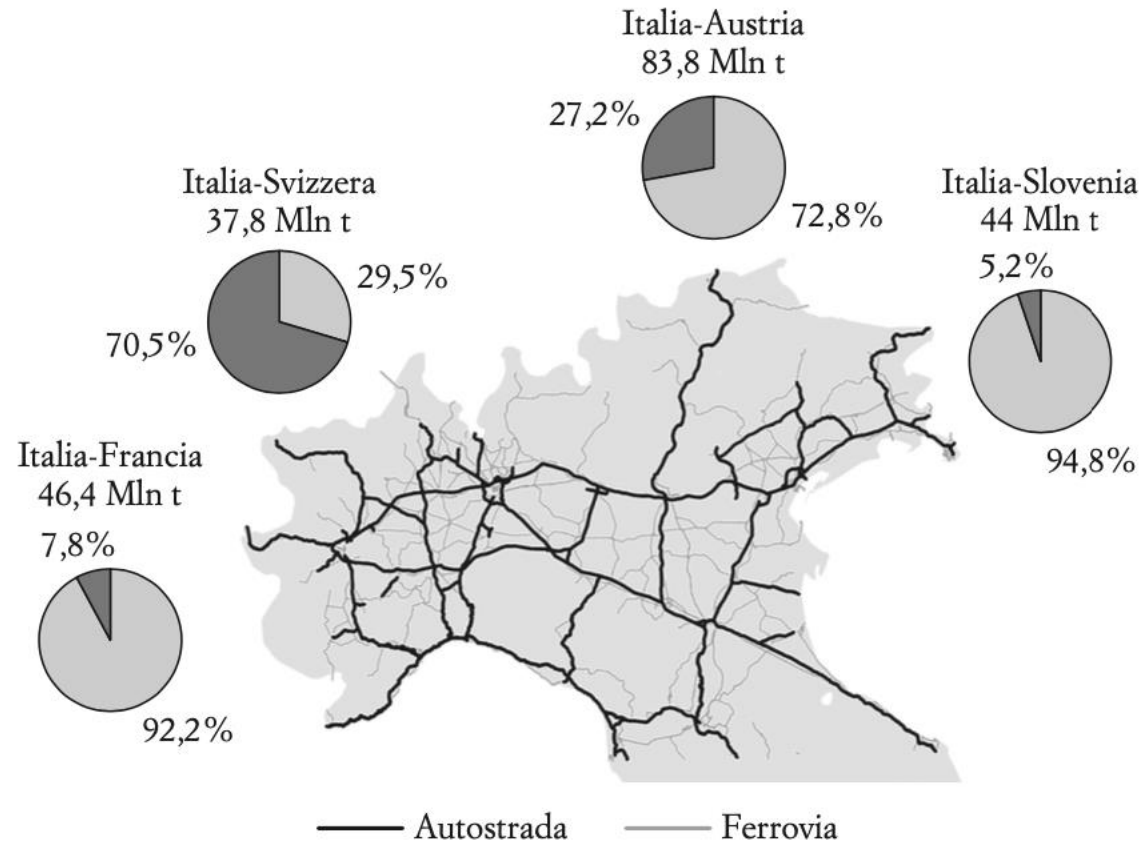 Italia-Austria
83,8 Mln t
27,2%
72,8%
Italia-Svizzera
37,8 Mln t
29,5%
70,5%
Italia-Slovenia
44 Mln t
5,2%
94,8%
Italia-Francia
46,4 Mln t
7,8%
92,2%
Autostrada
Ferrovia